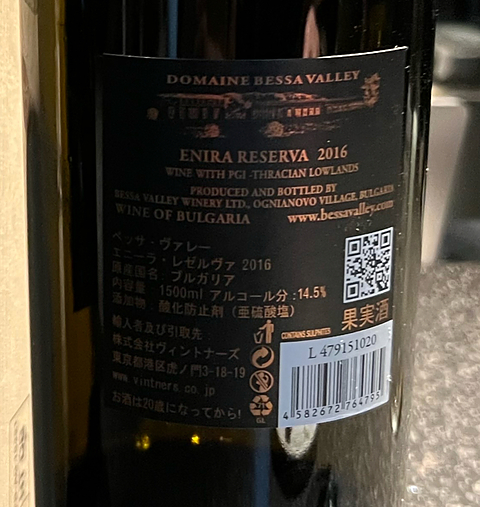 DOMAINE BESSA VALLEY
ENIRA RESERVA 2016
WINE WITH PGI -THRACIAN LOWLANDS
PRODUCED AND BOTTLED BY
BESSA VALLEY WINERY LTD., OGNIANOVO VILLAGE, BULGARIA
WINE OF BULGARIA www.bessavalley.com
ベッサ・ヴァレー
エニーラ・レゼルヴァ 2016
原産国名：ブルガリア
内容量：1500ml アルコール分：14.5%
添加物：酸化防止剤（亜硫酸塩）
果実酒
輸入者及び引取先：
株式会社ヴィントナーズ
東京都港区虎ノ門3-18-19
www.vintners.co.jp
お酒は20歳になってから!
CONTAINS SULPHITES
L 479151020
4 582672 764795
71
GL